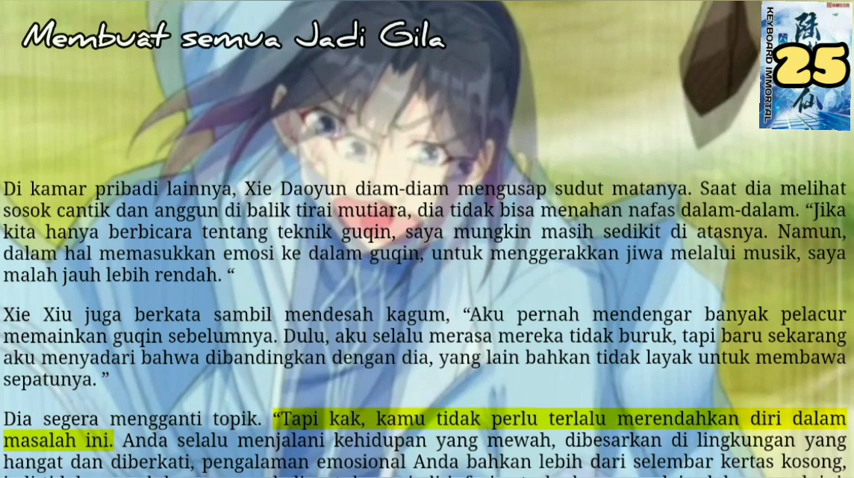 Membuat semua Jadi Gila
KEYBOARD IMMORTAL
25
Di kamar pribadi lainnya, Xie Daoyun diam-diam mengusap sudut matanya. Saat dia melihat
sosok cantik dan anggun di balik tirai mutiara, dia tidak bisa menahan nafas dalam-dalam. “Jika
kita hanya berbicara tentang teknik guqin, saya mungkin masih sedikit di atasnya. Namun,
dalam hal memasukkan emosi ke dalam guqin, untuk menggerakkan jiwa melalui musik, saya
malah jauh lebih rendah. “
Xie Xiu juga berkata sambil mendesah kagum, “Aku pernah mendengar banyak pelacur
memainkan guqin sebelumnya. Dulu, aku selalu merasa mereka tidak buruk, tapi baru sekarang
aku menyadari bahwa dibandingkan dengan dia, yang lain bahkan tidak layak untuk membawa
sepatunya. ”
Dia segera mengganti topik. “Tapi kak, kamu tidak perlu terlalu merendahkan diri dalam
masalah ini. Anda selalu menjalani kehidupan yang mewah, dibesarkan di lingkungan yang
hangat dan diberkati, pengalaman emosional Anda bahkan lebih dari selembar kertas kosong,